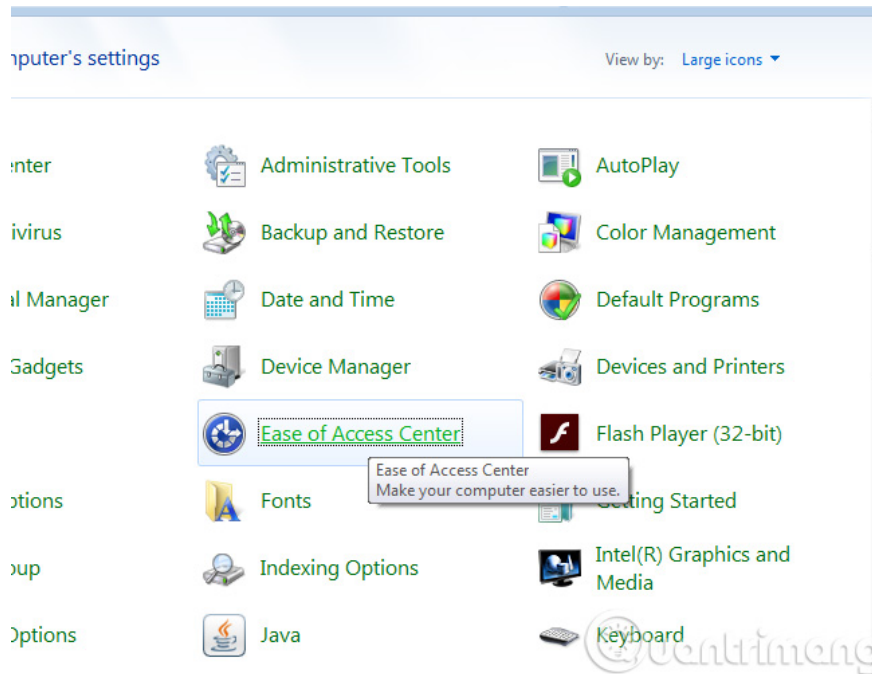 nputer's settings
View by: Large icons
enter
Administrative Tools
AutoPlay
ivirus
Backup and Restore
Color Management
al Manager
Date and Time
Default Programs
Gadgets
Device Manager
Devices and Printers
Ease of Access Center
Flash Player (32-bit)
Ease of Access Center
Make your computer easier to use.
ptions
Fonts
Getting Started
oup
Indexing Options
Intel(R) Graphics and
Media
Options
Java
Keyboard
Quantrimang